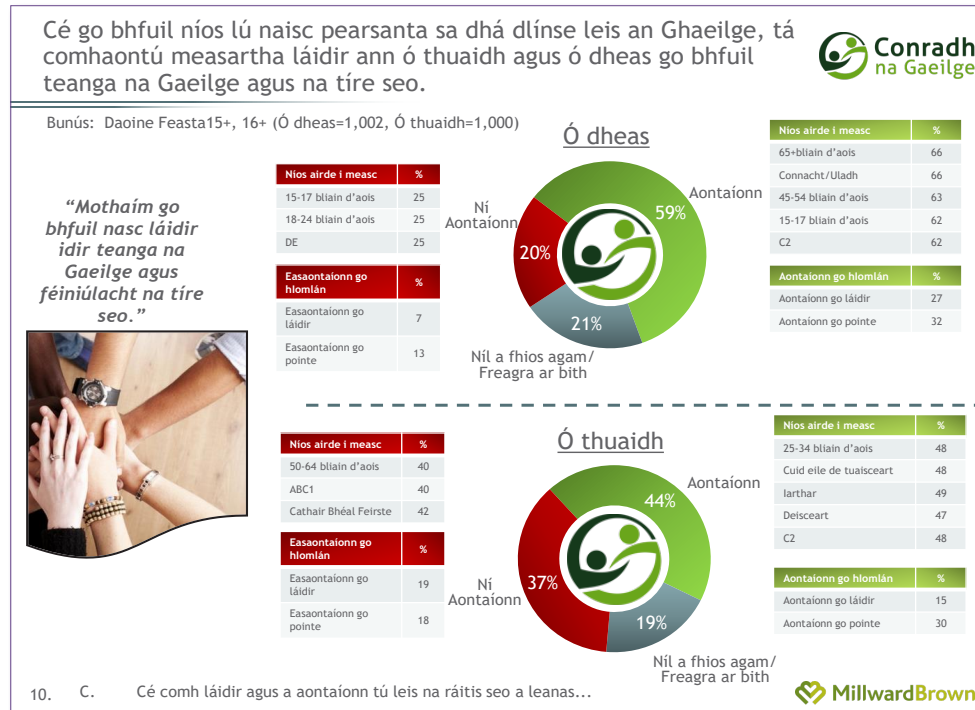 Cé go bhfuil níos lú naisc pearsanta sa dhá dlínse leis an Ghaeilge, tá
comhaontú measartha láidir ann ó thuaidh agus ó dheas go bhfuil
teanga na Gaeilge agus na tíre seo.
Conradh
na Gaeilge
Bunús: Daoine Feasta15+, 16+ (Ó dheas=1,002, Ó thuaidh=1,000)
“Mothaím go
bhfuil nasc láidir
idir teanga na
Gaeilge agus
féiniúlacht na tíre
seo.”
Ó dheas
Níos airde i measc %
15-17 bliain d’aois 25
18-24 bliain d’aois 25
DE 25
Easaontaíonn go
hlomlán %
Easaontaíonn go
láidir 7
Easaontaíonn go
pointe 13
Ní
Aontaíonn
20%
59%
Aontaíonn
21%
Níl a fhios agam/
Freagra ar bith
Níos airde i measc %
65+bliain d’aois 66
Connacht/Uladh 66
45-54 bliain d’aois 63
15-17 bliain d’aois 62
C2 62
Aontaíonn go hlomlán %
Aontaíonn go láidir 27
Aontaíonn go pointe 32
Ó thuaidh
Níos airde i measc %
50-64 bliain d’aois 40
ABC1 40
Cathair Bhéal Feirste 42
Easaontaíonn go
hlomlán %
Easaontaíonn go
láidir 19
Easaontaíonn go
pointe 18
Ní
Aontaíonn
37%
44%
Aontaíonn
19%
Níl a fhios agam/
Freagra ar bith
Níos airde i measc %
25-34 bliain d’aois 48
Cuid eile de tuaisceart 48
Iarthar 49
Deisceart 47
C2 48
Aontaíonn go hlomlán %
Aontaíonn go láidir 15
Aontaíonn go pointe 30
10. C. Cé comh láidir agus a aontaíonn tú leis na ráitis seo a leanas...
MillwardBrown